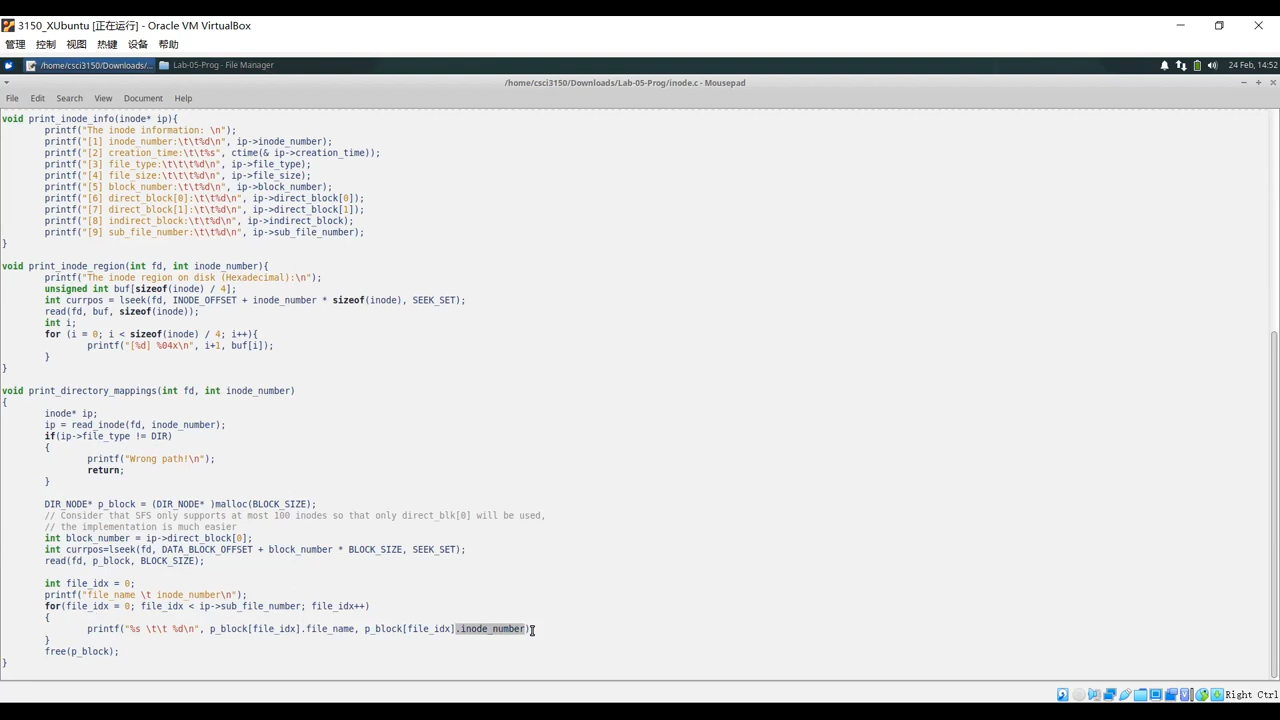 3150_XUbuntu [正在运行] - Oracle VM VirtualBox
管理 控制 视图 热键 设备 帮助
/home/csci3150/Downloads/... Lab-05-Prog - File Manager 24 Feb, 14:52
/home/csci3150/Downloads/Lab-05-Prog/inode.c - Mousepad
File Edit Search View Document Help
void print_inode_info(inode* ip){
printf("The inode information: \n");
printf("[1] inode_number:\t\t%d\n", ip->inode_number);
printf("[2] creation_time:\t\t%s", ctime(& ip->creation_time));
printf("[3] file_type:\t\t\t%d\n", ip->file_type);
printf("[4] file_size:\t\t%d\n", ip->file_size);
printf("[5] block_number:\t\t%d\n", ip->block_number);
printf("[6] direct_block[0]:\t\t%d\n", ip->direct_block[0]);
printf("[7] direct_block[1]:\t\t%d\n", ip->direct_block[1]);
printf("[8] indirect_block:\t\t%d\n", ip->indirect_block);
printf("[9] sub_file_number:\t\t%d\n", ip->sub_file_number);
}
void print_inode_region(int fd, int inode_number){
printf("The inode region on disk (Hexadecimal):\n");
unsigned int buf[sizeof(inode) / 4];
int currpos = lseek(fd, INODE_OFFSET + inode_number * sizeof(inode), SEEK_SET);
read(fd, buf, sizeof(inode));
int i;
for (i = 0; i < sizeof(inode) / 4; i++){
printf("[%d] %04x\n", i+1, buf[i]);
}
}
void print_directory_mappings(int fd, int inode_number)
{
inode* ip;
ip = read_inode(fd, inode_number);
if(ip->file_type != DIR)
{
printf("Wrong path!\n");
return;
}
DIR_NODE* p_block = (DIR_NODE* )malloc(BLOCK_SIZE);
// Consider that SFS only supports at most 100 inodes so that only direct_blk[0] will be used,
// the implementation is much easier
int block_number = ip->direct_block[0];
int currpos=lseek(fd, DATA_BLOCK_OFFSET + block_number * BLOCK_SIZE, SEEK_SET);
read(fd, p_block, BLOCK_SIZE);
int file_idx = 0;
printf("file_name \t inode_number\n");
for(file_idx = 0; file_idx < ip->sub_file_number; file_idx++)
{
printf("%s \t\t %d\n", p_block[file_idx].file_name, p_block[file_idx].inode_number)
}
free(p_block);
}
Right Ctrl